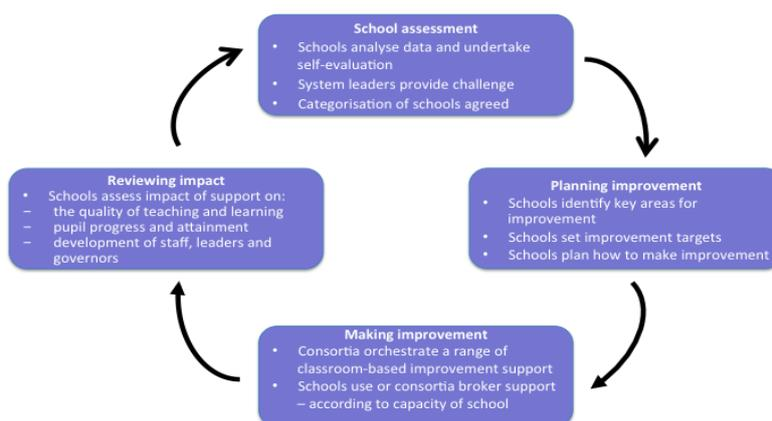 School assessment
• Schools analyse data and undertake
self-evaluation
• System leaders provide challenge
• Categorisation of schools agreed
Planning improvement
• Schools identify key areas for
improvement
• Schools set improvement targets
• Schools plan how to make improvement
Making improvement
• Consortia orchestrate a range of
classroom-based improvement support
• Schools use or consortia broker support
– according to capacity of school
Reviewing impact
• Schools assess impact of support on:
– the quality of teaching and learning
– pupil progress and attainment
– development of staff, leaders and
governors